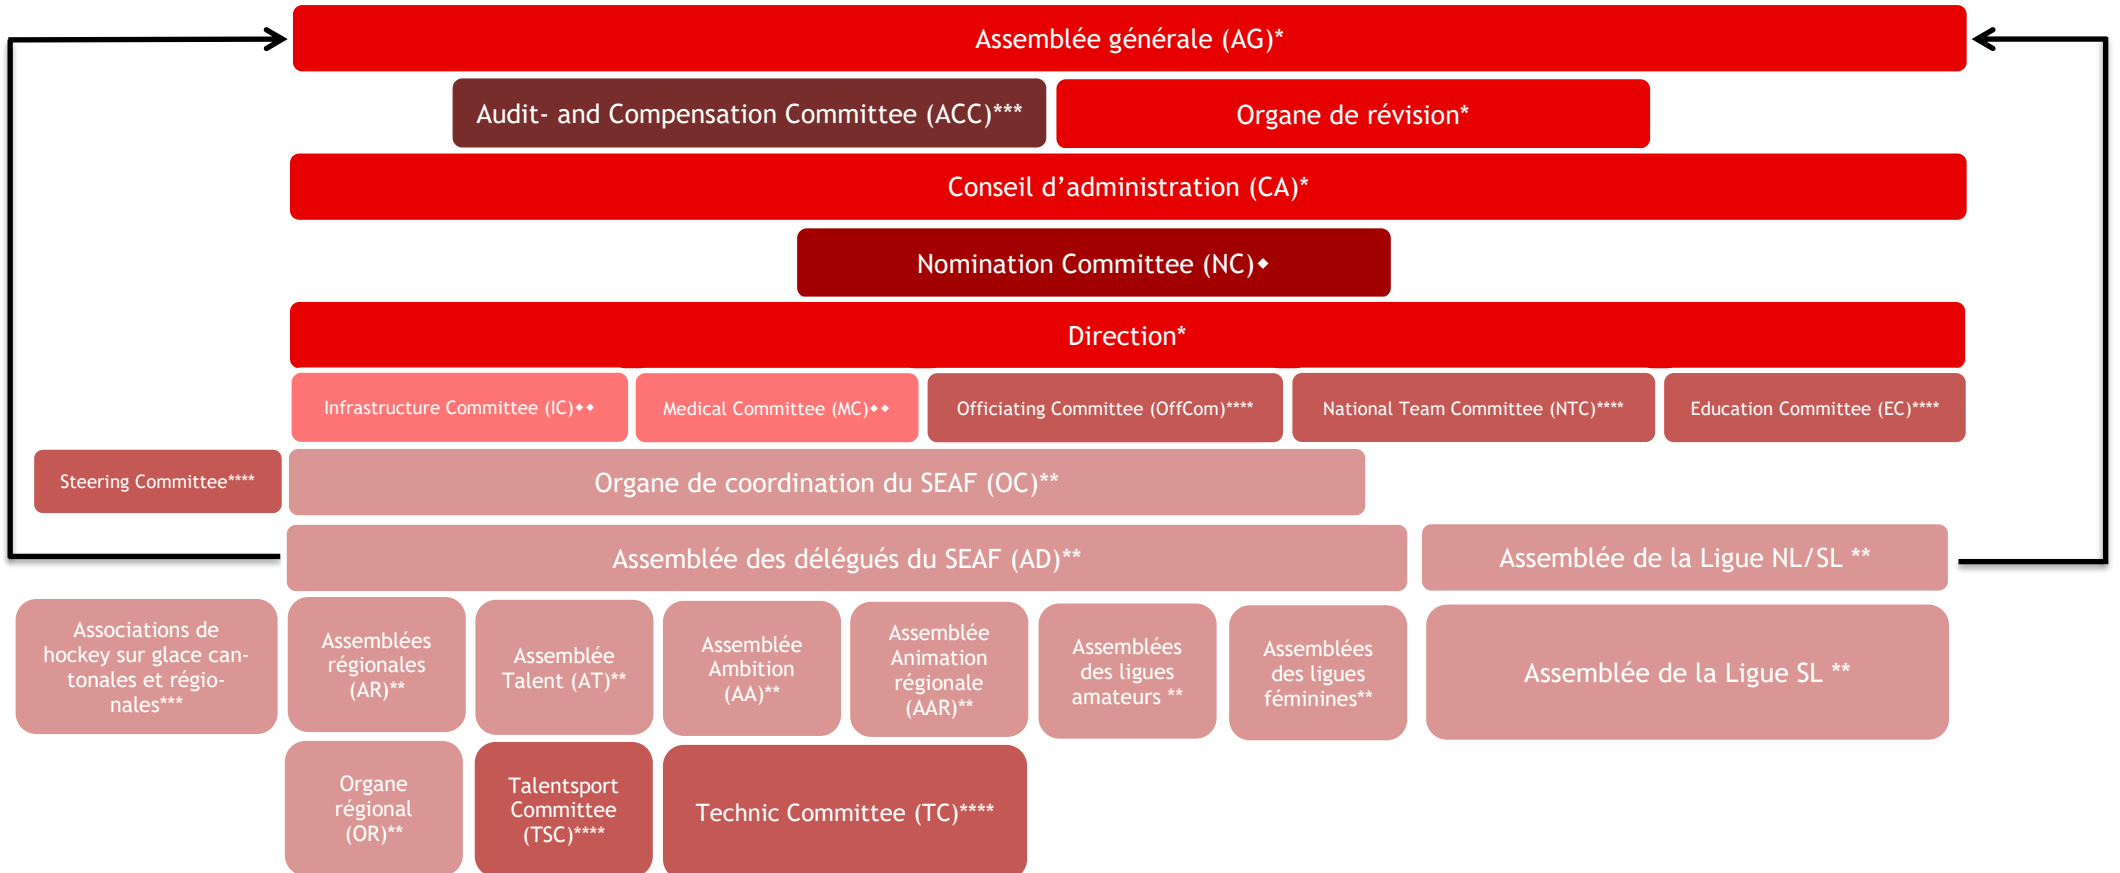 Assemblée générale (AG)*
Audit- and Compensation Committee (ACC)***
Organe de révision*
Conseil d’administration (CA)*
Nomination Committee (NC)◆
Direction*
Infrastructure Committee (IC)◆◆
Medical Committee (MC)◆◆
Officiating Committee (OffCom)****
National Team Committee (NTC)****
Education Committee (EC)****
Steering Committee****
Organe de coordination du SEAF (OC)**
Assemblée des délégués du SEAF (AD)**
Assemblée de la Ligue NL/SL **
Associations de
hockey sur glace can-
tonales et régio-
nales***
Assemblées
régionales
(AR)**
Assemblée
Talent (AT)**
Assemblée
Ambition
(AA)**
Assemblée
Animation
régionale
(AAR)**
Assemblées
des ligues
amateurs **
Assemblées
des ligues
féminines**
Assemblée de la Ligue SL **
Organe
régional
(OR)**
Talentsport
Committee
(TSC)****
Technic Committee (TC)****